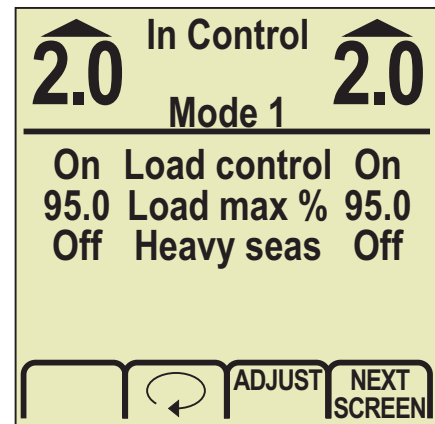 In Control
2.0 2.0
Mode 1
On Load control On
95.0 Load max % 95.0
Off Heavy seas Off
ADJUST NEXT
SCREEN